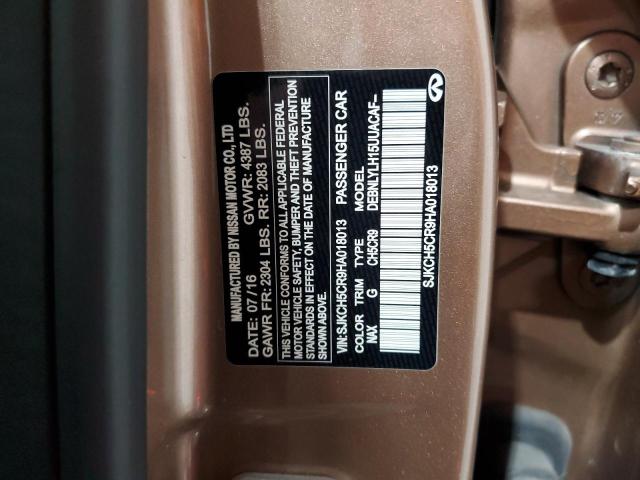 MANUFACTURED BY NISSAN MOTOR CO., LTD
DATE: 07/16 GVWR: 4387 LBS.
GAWR FR: 2304 LBS. RR: 2083 LBS.
THIS VEHICLE CONFORMS TO ALL APPLICABLE FEDERAL
MOTOR VEHICLE SAFETY, BUMPER AND THEFT PREVENTION
STANDARDS IN EFFECT ON THE DATE OF MANUFACTURE
SHOWN ABOVE.
VIN:SJKCH5CR9HA018013 PASSENGER CAR
COLOR TRIM TYPE MODEL
NAX G CH5CR9 DEBNLYLH15UUACAF--
SJKCH5CR9HA018013